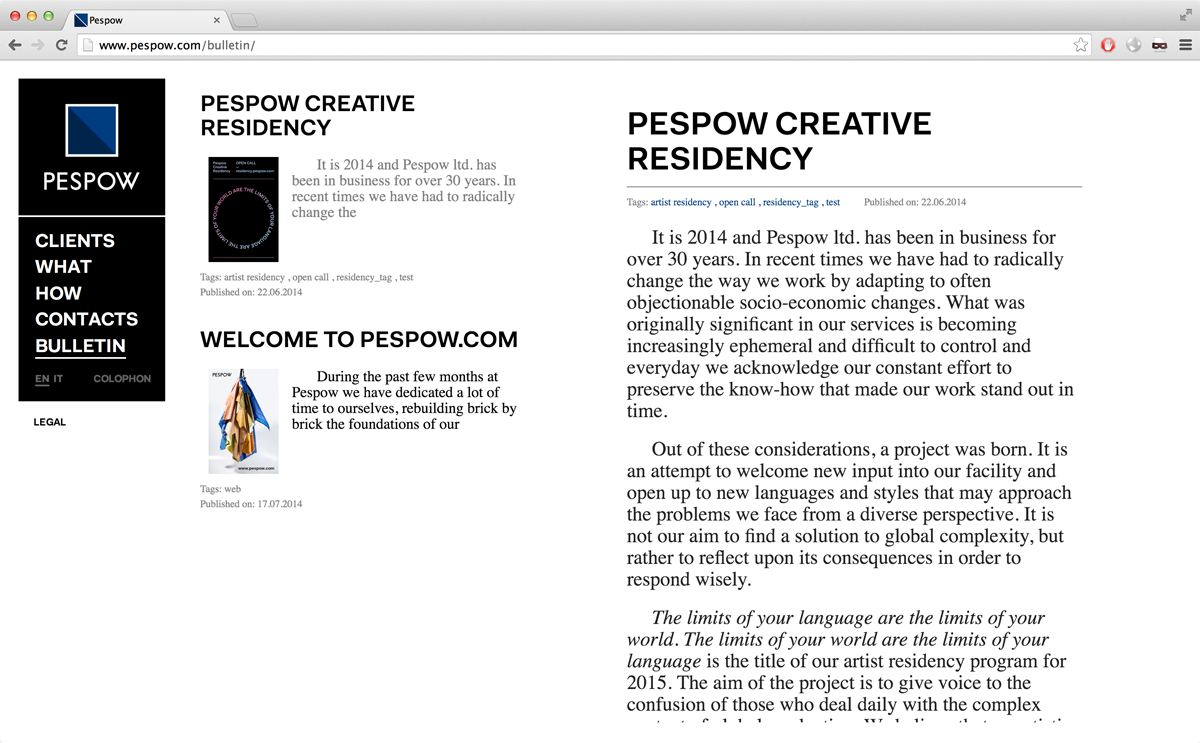 Pespow
www.pespow.com/bulletin/
PESPOW
CLIENTS
WHAT
HOW
CONTACTS
BULLETIN
EN IT COLOPHON
LEGAL
PESPOW CREATIVE
RESIDENCY
Pespow
Creative
Residency
OPEN CALL
residency.pespow.com
THE LIMITS OF YOUR LANGUAGE ARE THE LIMITS OF YOUR WORLD ARE
It is 2014 and Pespow ltd. has
been in business for over 30 years. In
recent times we have had to radically
change the
Tags: artist residency , open call , residency_tag , test
Published on: 22.06.2014
WELCOME TO PESPOW.COM
PESPOW
www.pespow.com
During the past few months at
Pespow we have dedicated a lot of
time to ourselves, rebuilding brick by
brick the foundations of our
Tags: web
Published on: 17.07.2014
PESPOW CREATIVE
RESIDENCY
Tags: artist residency , open call , residency_tag , test Published on: 22.06.2014
It is 2014 and Pespow ltd. has been in business for
over 30 years. In recent times we have had to radically
change the way we work by adapting to often
objectionable socio-economic changes. What was
originally significant in our services is becoming
increasingly ephemeral and difficult to control and
everyday we acknowledge our constant effort to
preserve the know-how that made our work stand out in
time.
Out of these considerations, a project was born. It is
an attempt to welcome new input into our facility and
open up to new languages and styles that may approach
the problems we face from a diverse perspective. It is
not our aim to find a solution to global complexity, but
rather to reflect upon its consequences in order to
respond wisely.
The limits of your language are the limits of your
world. The limits of your world are the limits of your
language is the title of our artist residency program for
2015. The aim of the project is to give voice to the
confusion of those who deal daily with the complex